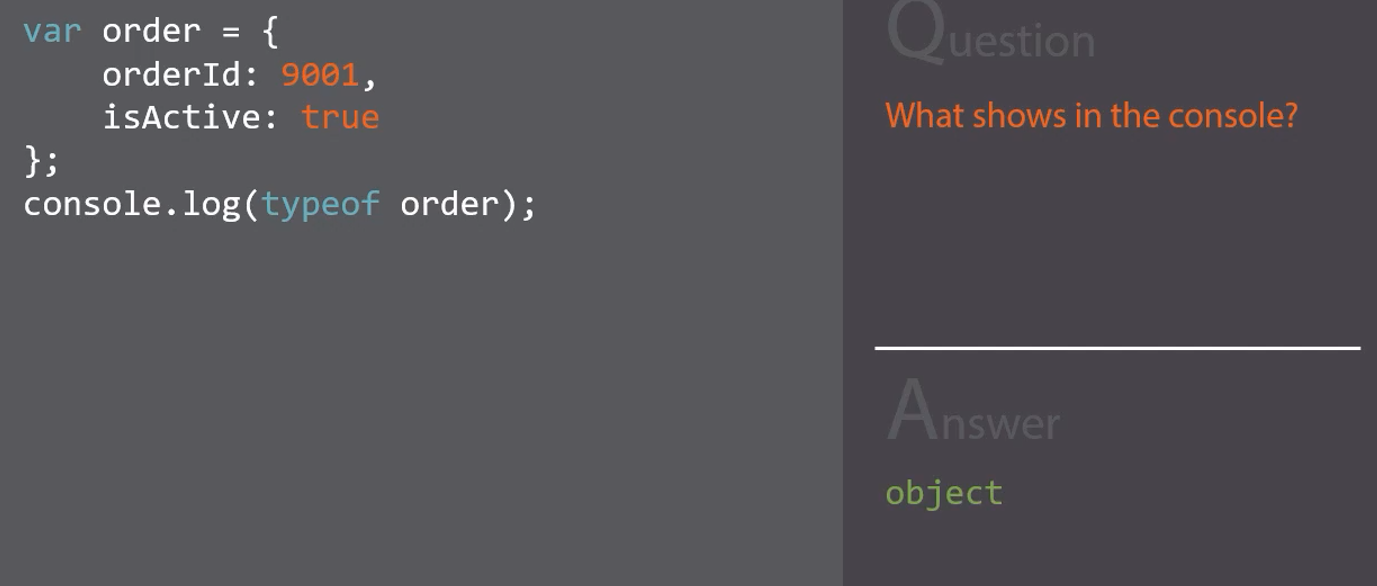 var order = {
    orderId: 9001,
    isActive: true
};
console.log(typeof order);
Question
What shows in the console?
Answer
object